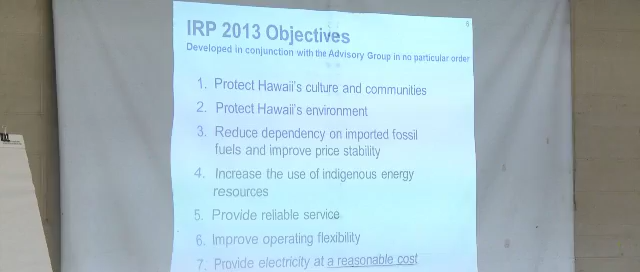 6
IRP 2013 Objectives
Developed in conjunction with the Advisory Group in no particular order
1. Protect Hawaii's culture and communities
2. Protect Hawaii's environment
3. Reduce dependency on imported fossil
fuels and improve price stability
4. Increase the use of indigenous energy
resources
5. Provide reliable service
6. Improve operating flexibility
7. Provide electricity at a reasonable cost